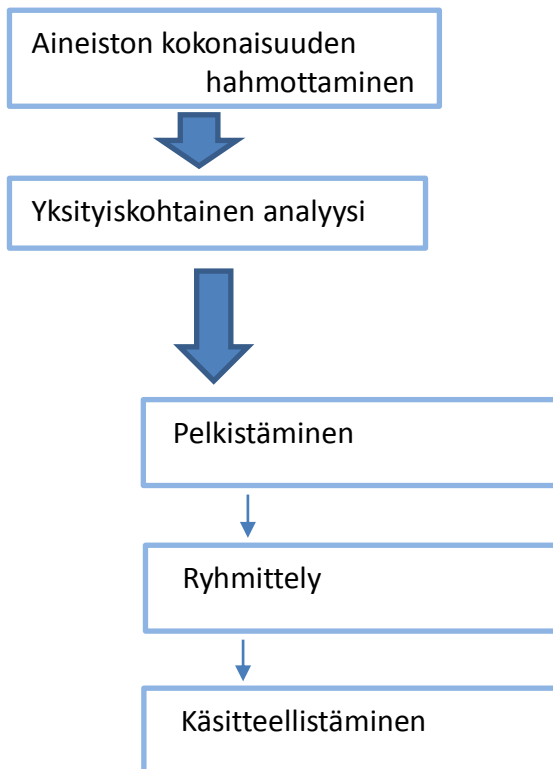 Aineiston kokonaisuuden
hahmottaminen
Yksityiskohtainen analyysi
Pelkistäminen
Ryhmittely
Käsitteellistäminen